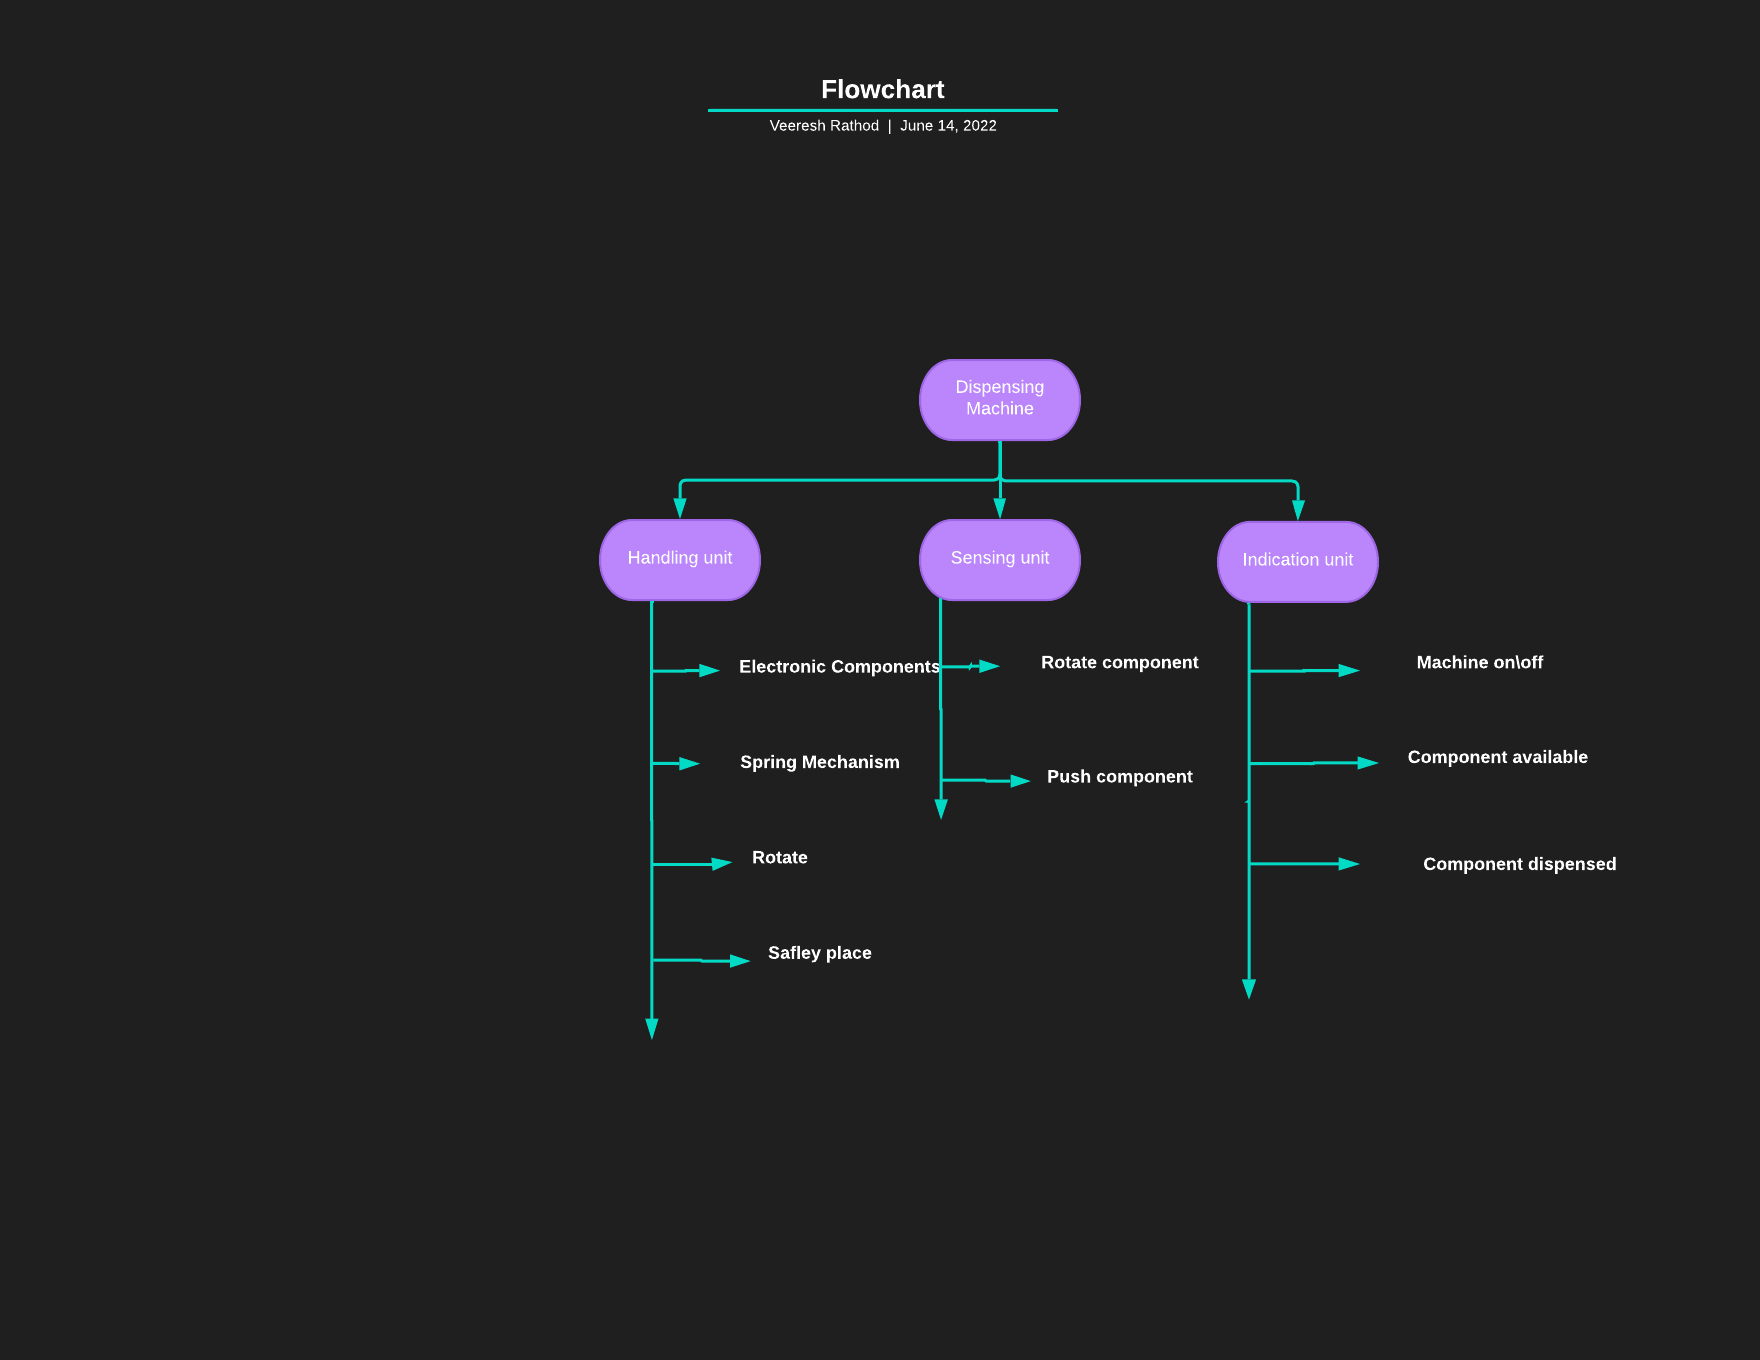 Flowchart
Veeresh Rathod | June 14, 2022
Dispensing
Machine
Handling unit
Sensing unit
Indication unit
Electronic Components
Rotate component
Machine on\off
Spring Mechanism
Push component
Component available
Rotate
Component dispensed
Safley place